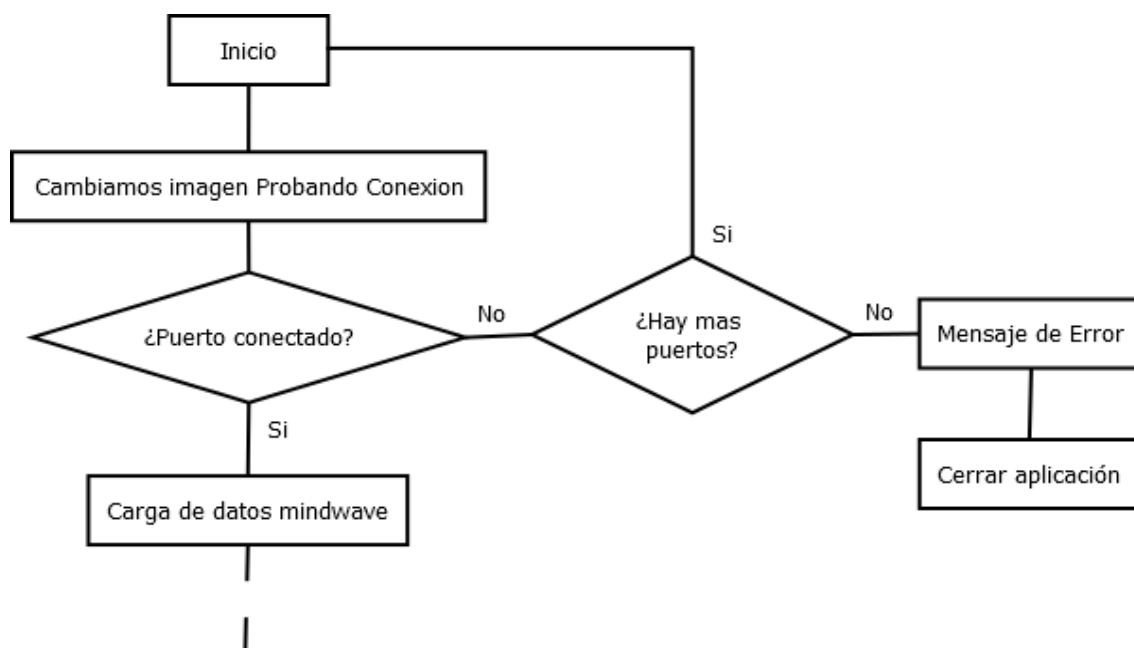 Inicio
Cambiamos imagen Probando Conexion
Si
¿Puerto conectado?
No
¿Hay mas
puertos?
No
Mensaje de Error
Si
Cerrar aplicación
Carga de datos mindwave